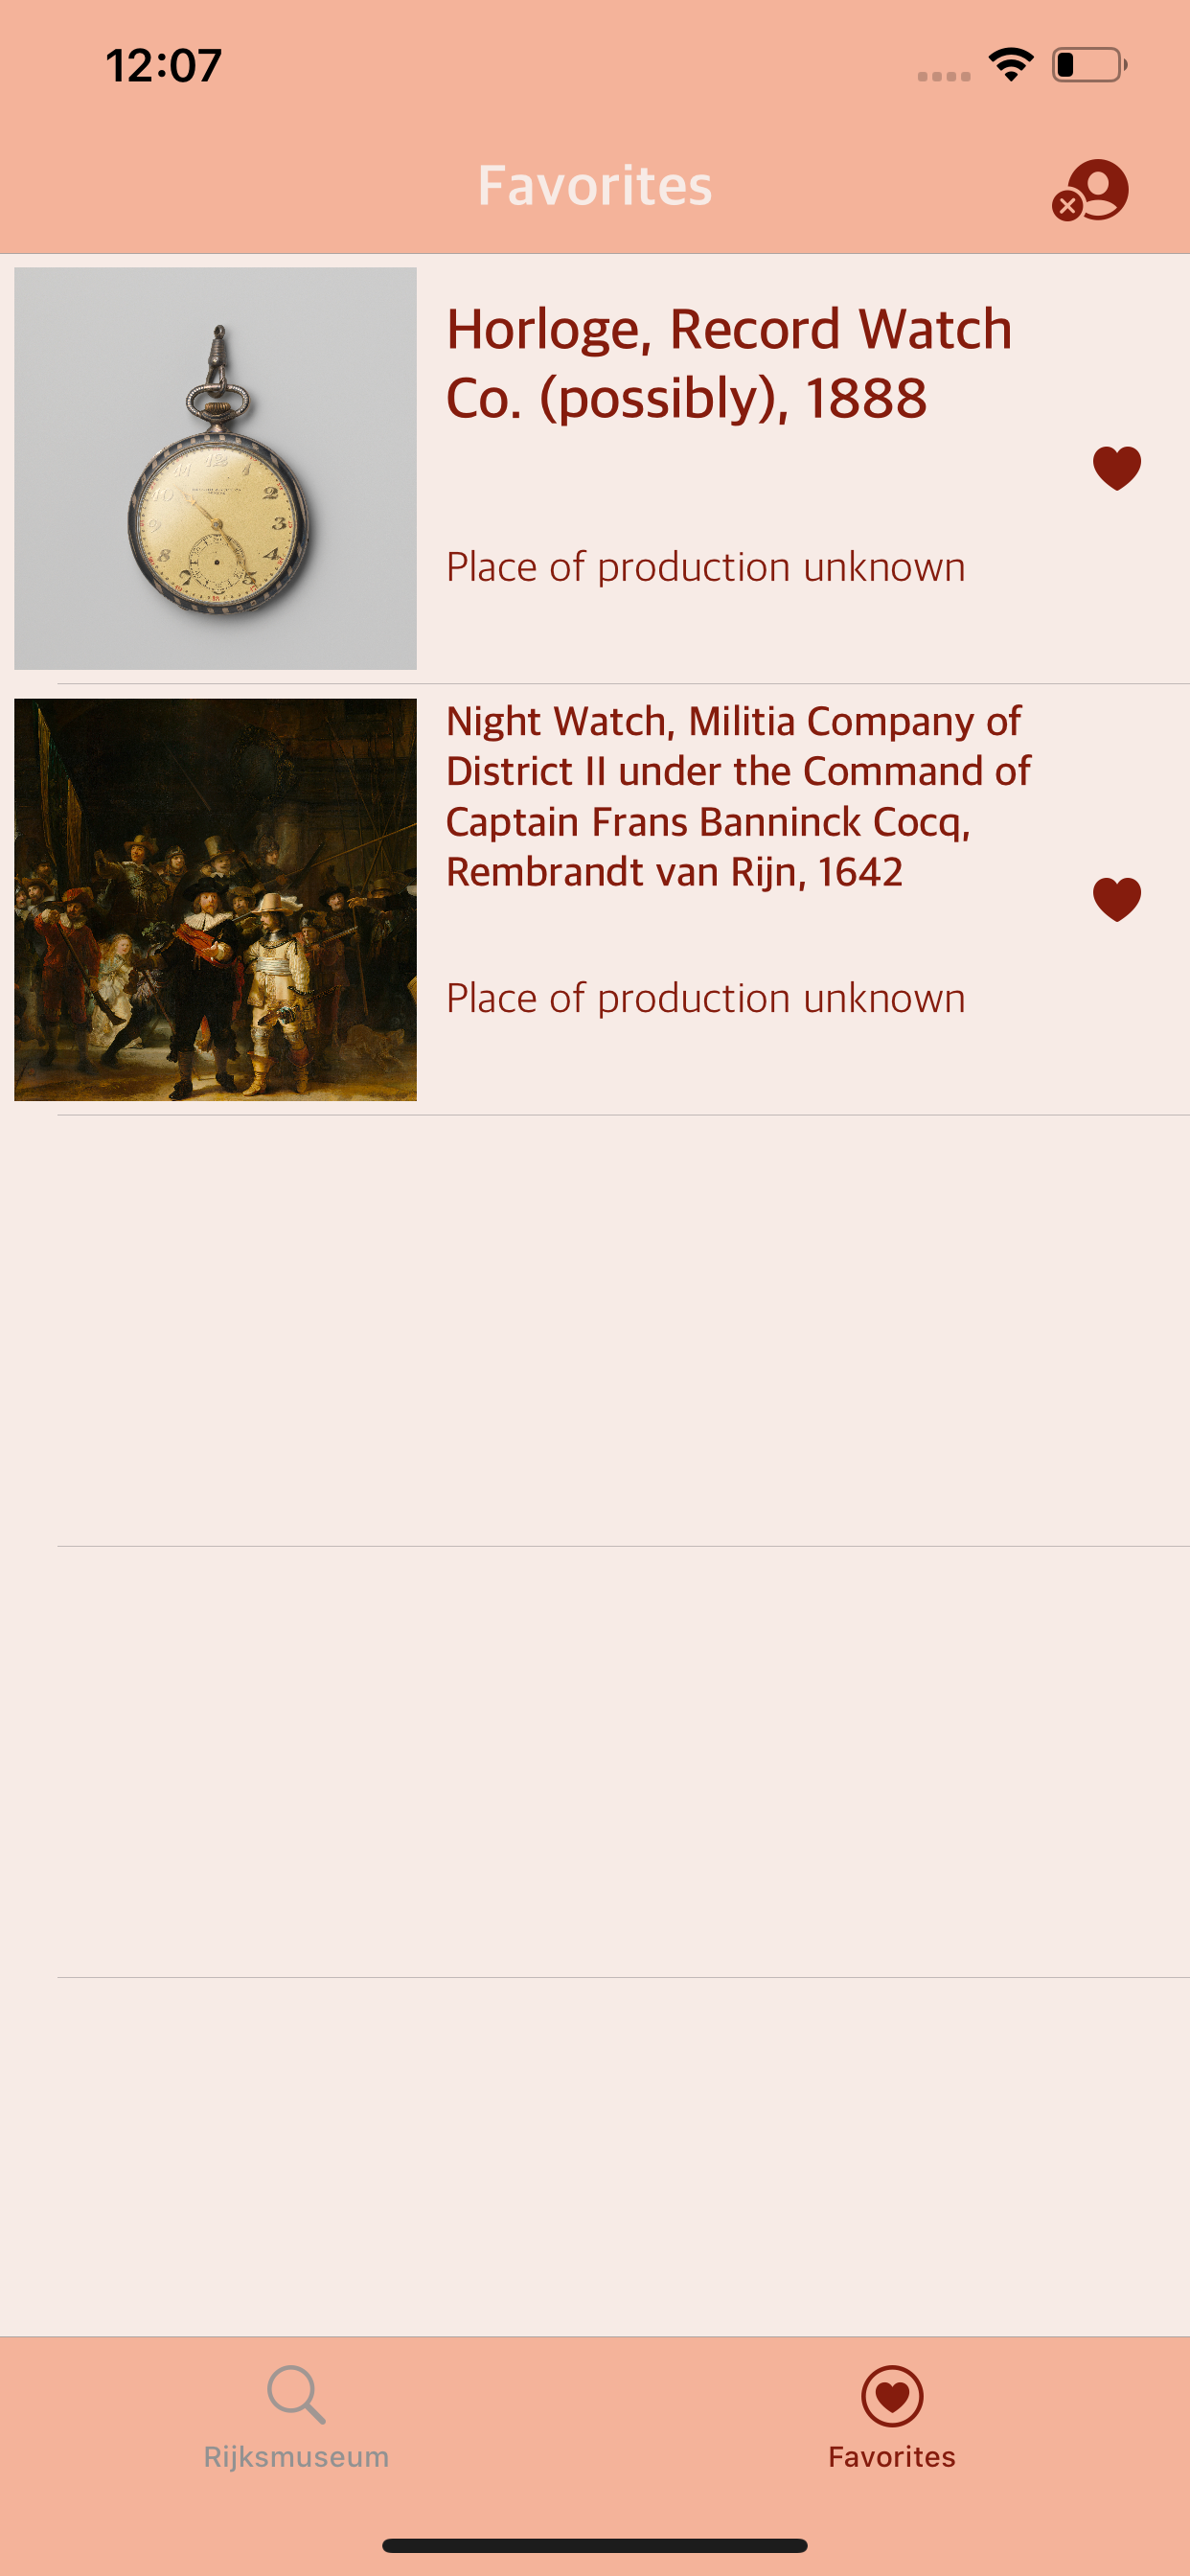 12:07
Favorites
Horloge, Record Watch
Co. (possibly), 1888
Place of production unknown
Night Watch, Militia Company of
District II under the Command of
Captain Frans Banninck Cocq,
Rembrandt van Rijn, 1642
Place of production unknown
Rijksmuseum
Favorites